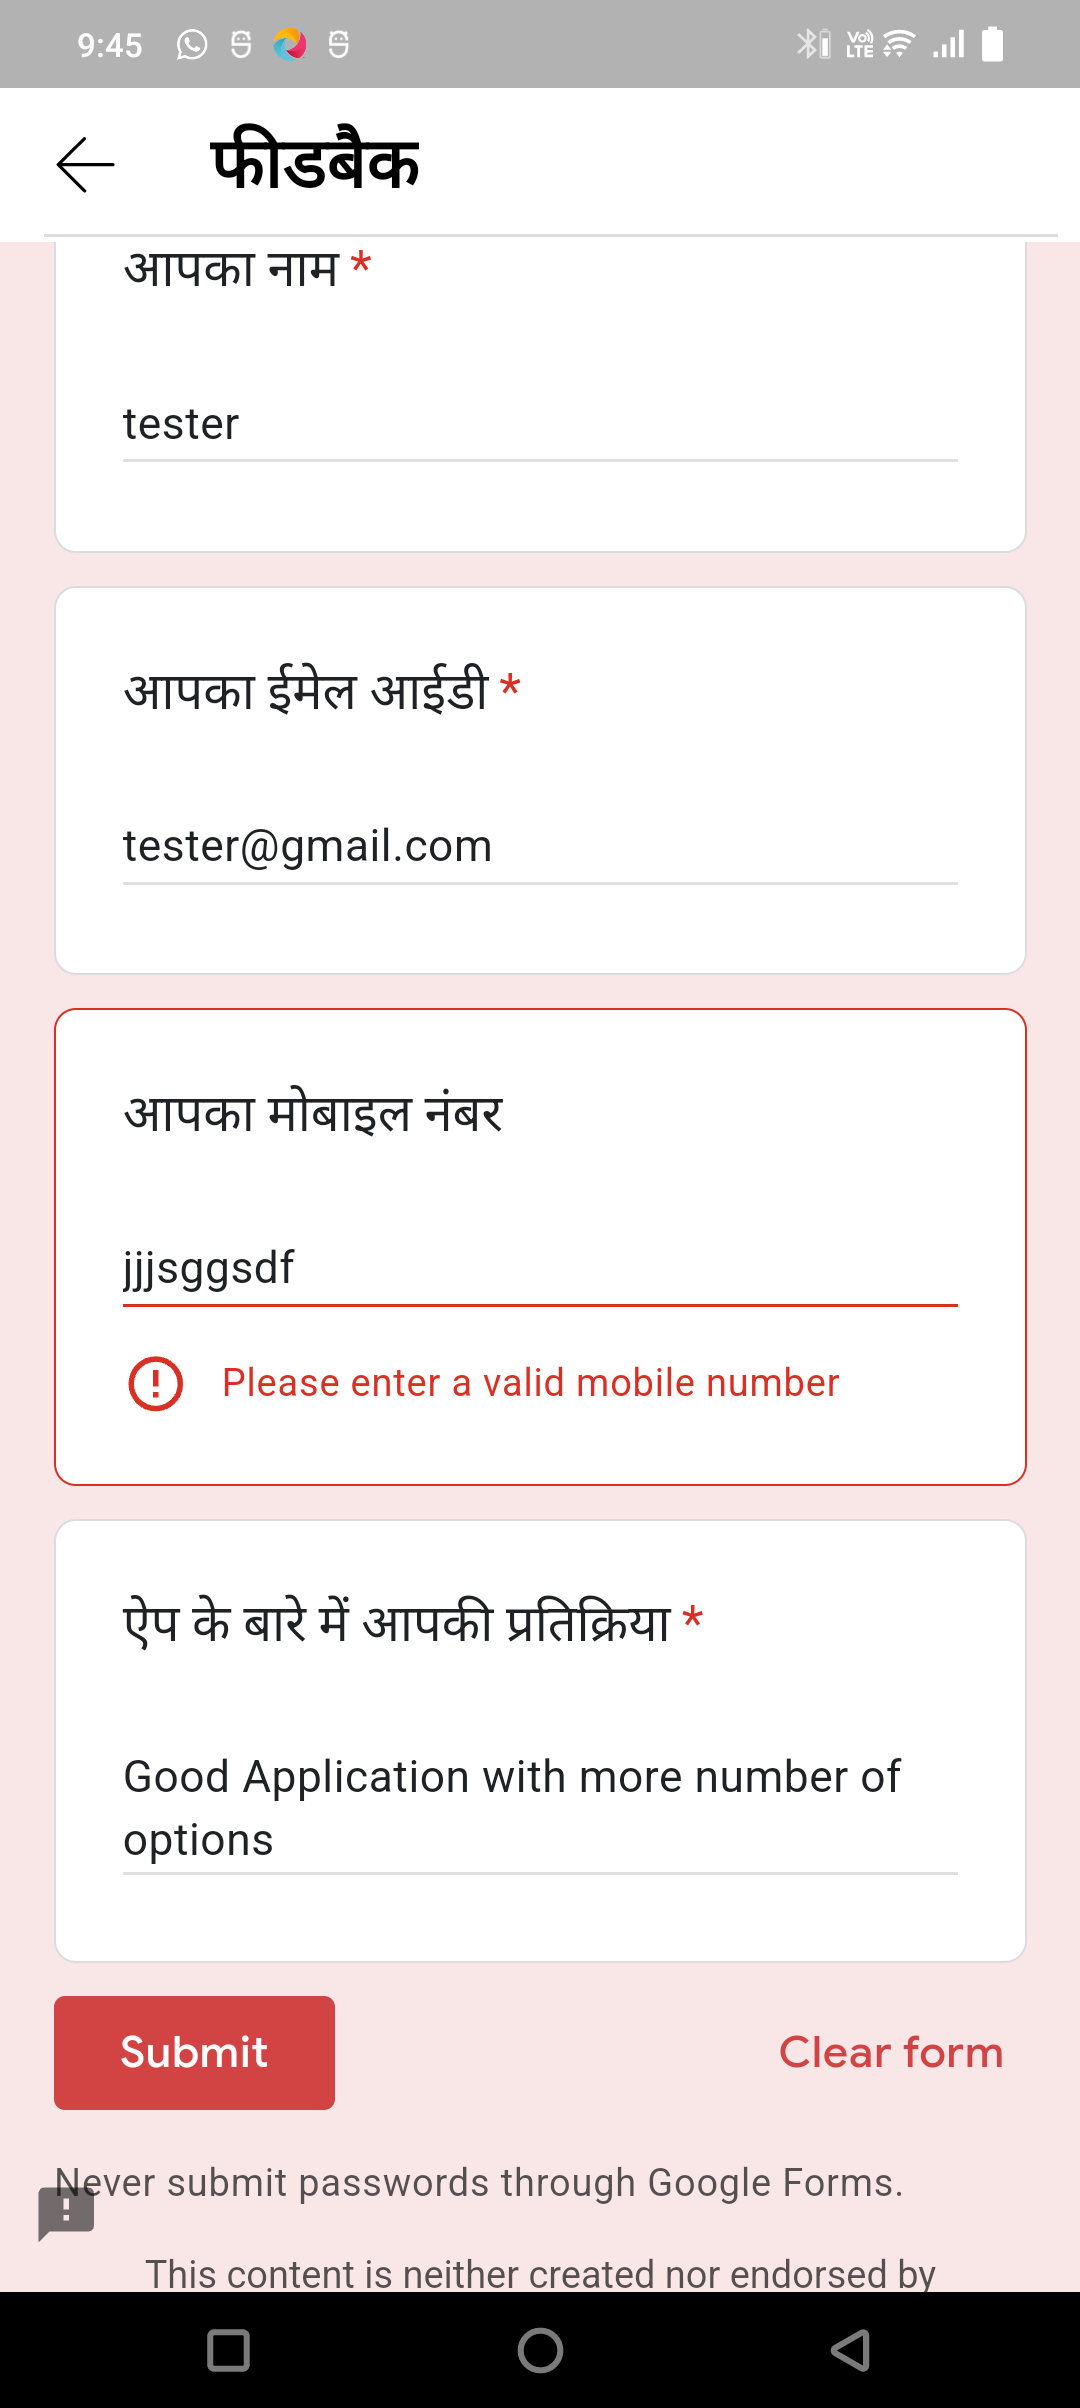 9:45
Vo) LTE
फीडबैक
आपका नाम *
tester
आपका ईमेल आईडी *
tester@gmail.com
आपका मोबाइल नंबर
jjjsggsdf
Please enter a valid mobile number
ऐप के बारे में आपकी प्रतिक्रिया *
Good Application with more number of
options
Submit
Clear form
Never submit passwords through Google Forms.
This content is neither created nor endorsed by